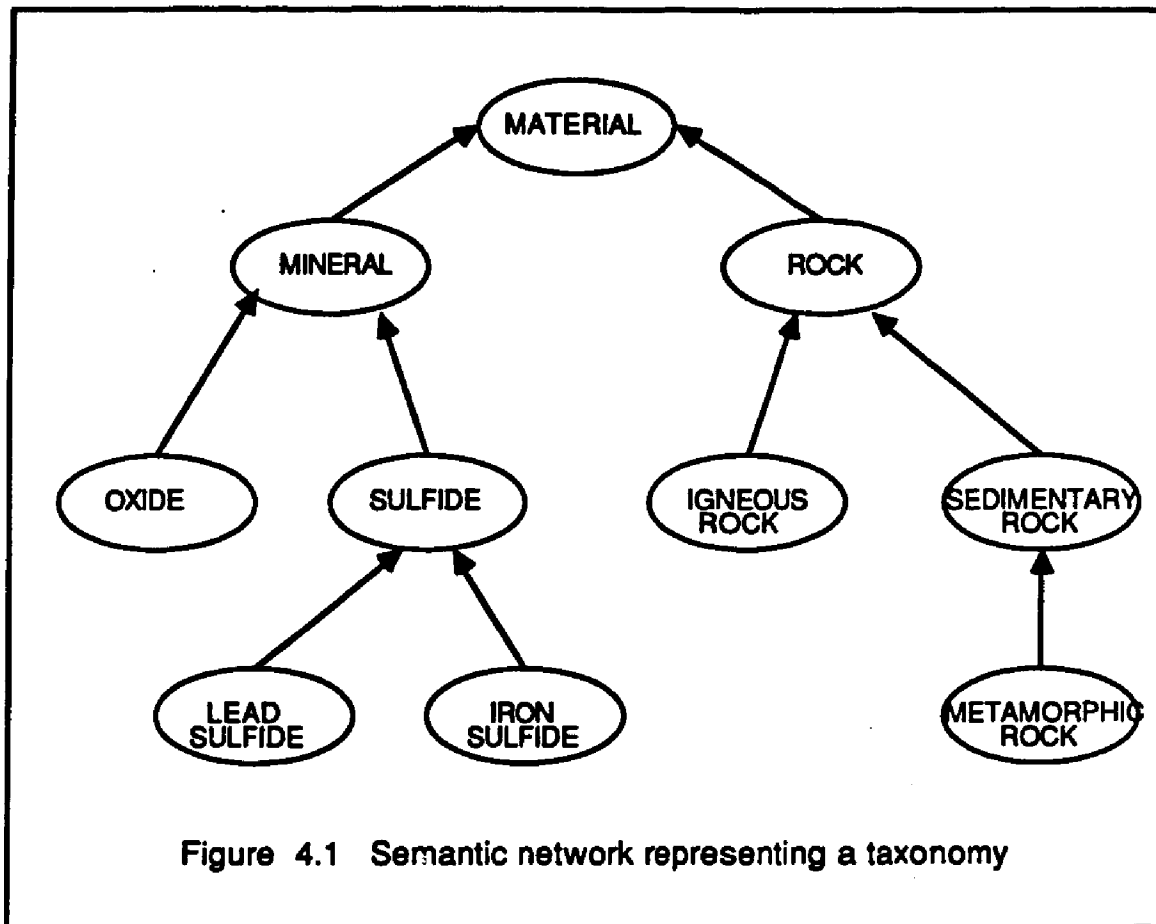 MATERIAL
MINERAL
ROCK
OXIDE
SULFIDE
IGNEOUS
ROCK
SEDIMENTARY
ROCK
LEAD
SULFIDE
IRON
SULFIDE
METAMORPHIC
ROCK
Figure 4.1 Semantic network representing a taxonomy